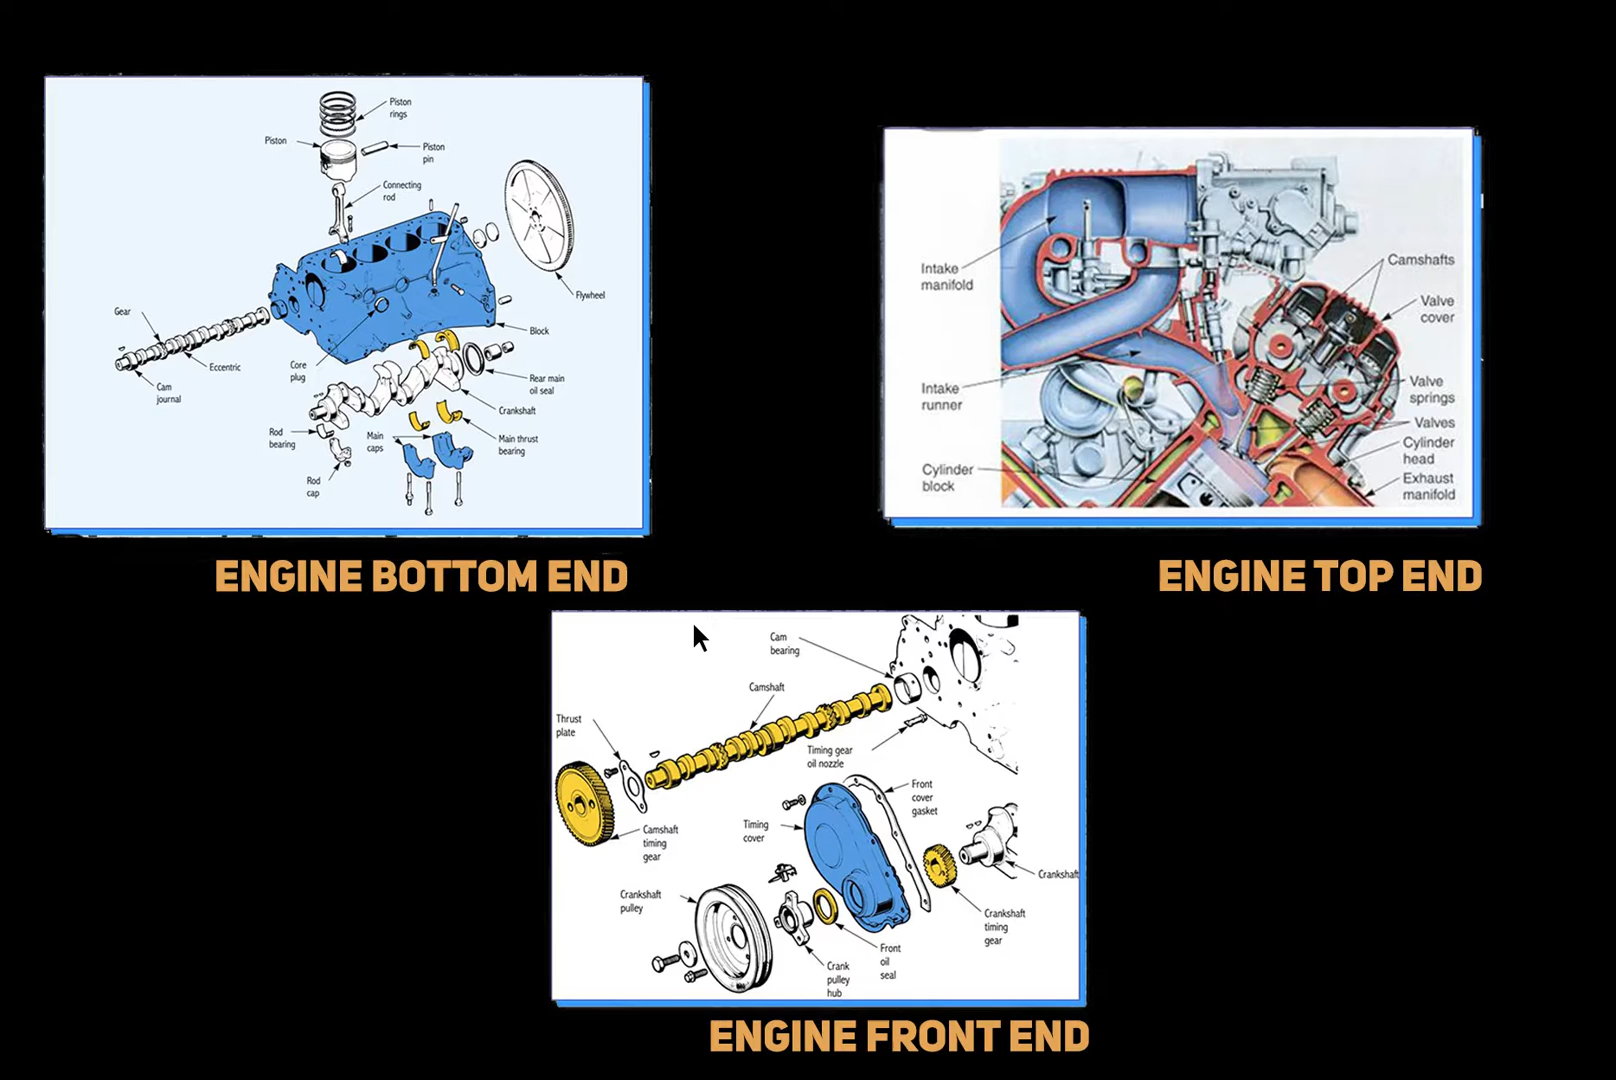 Piston
rings
Piston
Piston
pin
Connecting
rod
Flywheel
Gear
Block
Eccentric
Core
plug
Cam
journal
Rear main
oil seal
Crankshaft
Rod
bearing
Main
caps
Main thrust
bearing
Rod
cap
ENGINE BOTTOM END
Intake
manifold
Camshafts
Valve
cover
Intake
runner
Valve
springs
Valves
Cylinder
head
Cylinder
block
Exhaust
manifold
ENGINE TOP END
Cam
bearing
Camshaft
Thrust
plate
Timing gear
oil nozzle
Front
cover
gasket
Timing
cover
Camshaft
timing
gear
Crankshaft
Crankshaft
pulley
Crankshaft
timing
gear
Front
oil
seal
Crank
pulley
hub
ENGINE FRONT END